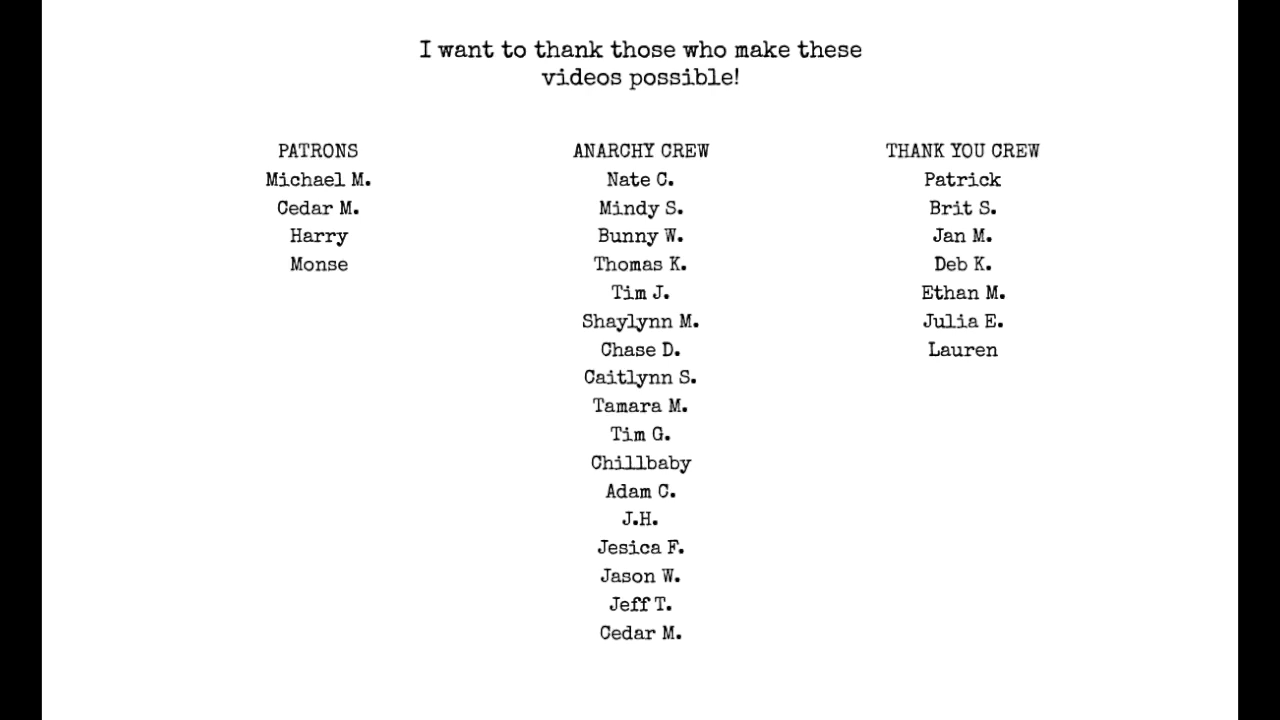 I want to thank those who make these
videos possible!
PATRONS
Michael M.
Cedar M.
Harry
Monse
ANARCHY CREW
Nate C.
Mindy S.
Bunny W.
Thomas K.
Tim J.
Shaylynn M.
Chase D.
Caitlynn S.
Tamara M.
Tim G.
Chillbaby
Adam C.
J.H.
Jesica F.
Jason W.
Jeff T.
Cedar M.
THANK YOU CREW
Patrick
Brit S.
Jan M.
Deb K.
Ethan M.
Julia E.
Lauren